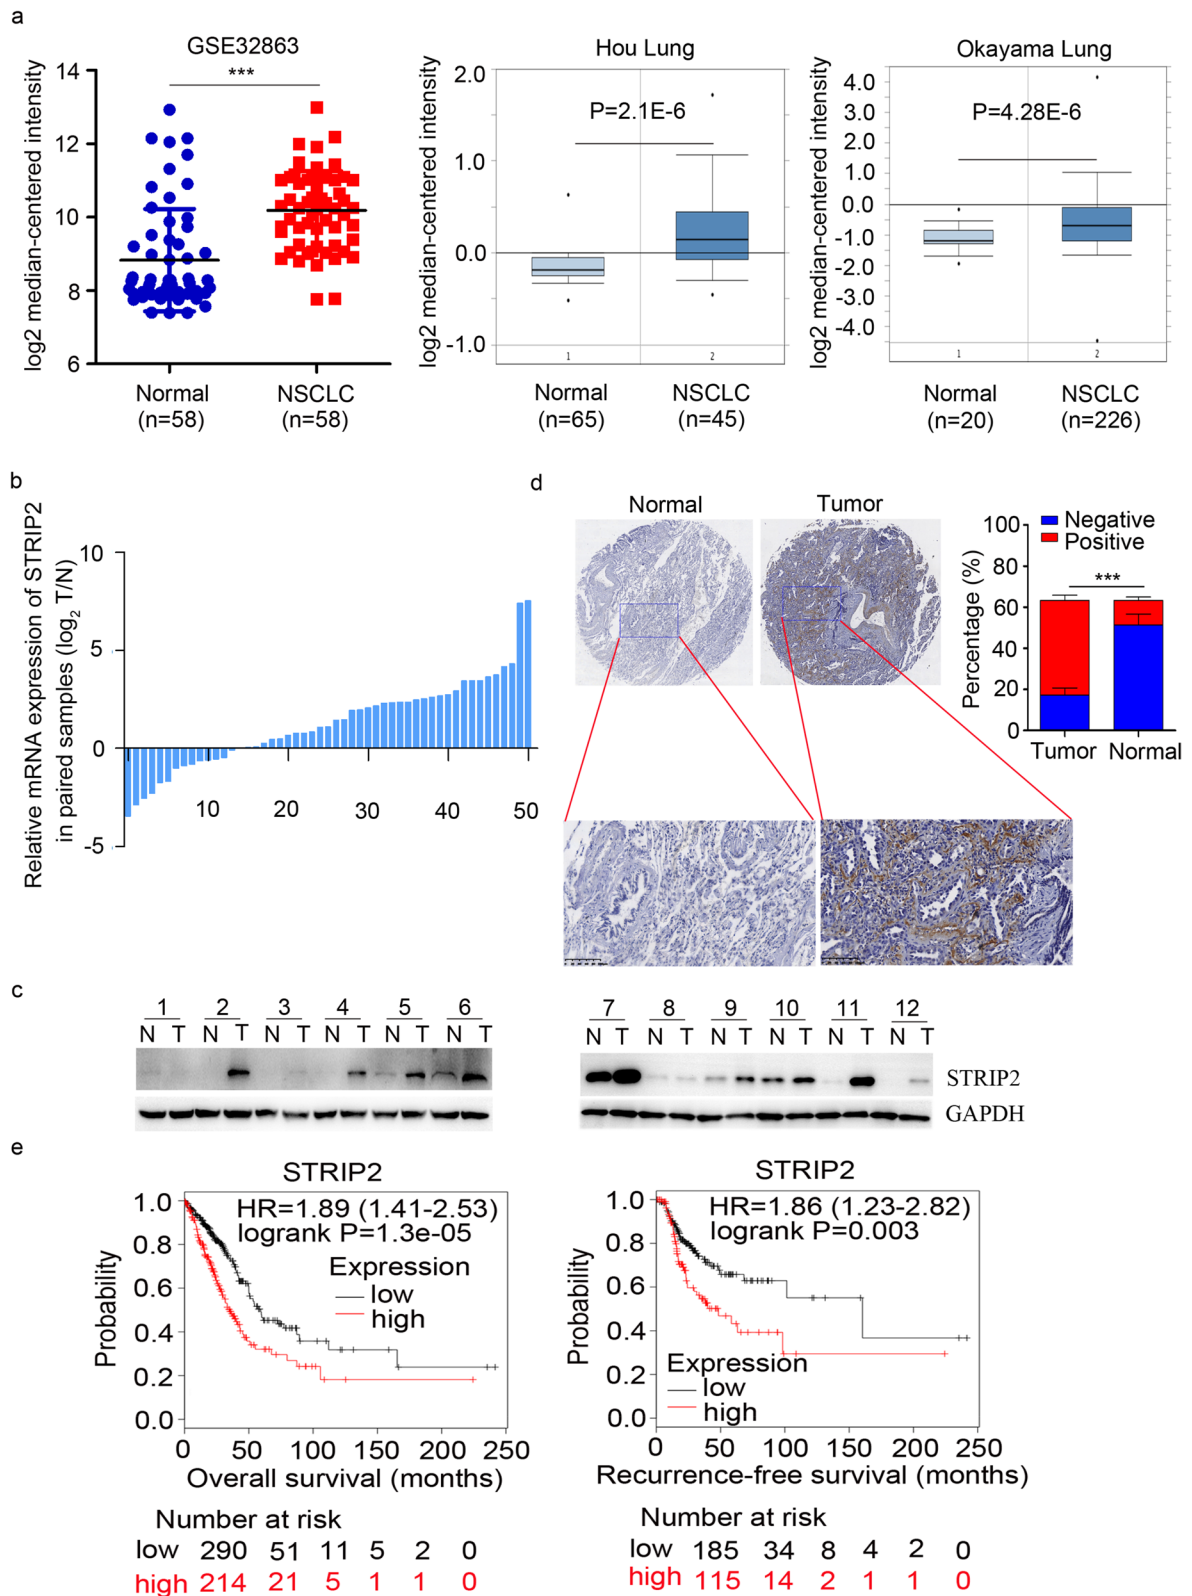 a
GSE32863
***
log2 median-centered intensity
14
12
10
8
6
Normal
(n=58)
NSCLC
(n=58)
Hou Lung
P=2.1E-6
log2 median-centered intensity
2.0
1.0
0.0
-1.0
1
2
Normal
(n=65)
NSCLC
(n=45)
Okayama Lung
P=4.28E-6
log2 median-centered intensity
4.0
3.0
2.0
1.0
0.0
-1.0
-2.0
-3.0
-4.0
1
2
Normal
(n=20)
NSCLC
(n=226)
b
Relative mRNA expression of STRIP2
in paired samples (log2 T/N)
10
5
0
-5
10
20
30
40
50
d
Normal
Tumor
Negative
Positive
***
Percentage (%)
100
80
60
40
20
0
Tumor
Normal
c
1 2 3 4 5 6
N T N T N T N T N T N T
7 8 9 10 11 12
N T N T N T N T N T N T
STRIP2
GAPDH
e
STRIP2
HR=1.89 (1.41-2.53)
logrank P=1.3e-05
Expression
low
high
Probability
1.0
0.8
0.6
0.4
0.2
0.0
0 50 100 150 200 250
Overall survival (months)
Number at risk
low 290 51 11 5 2 0
high 214 21 5 1 1 0
STRIP2
HR=1.86 (1.23-2.82)
logrank P=0.003
Expression
low
high
Probability
1.0
0.8
0.6
0.4
0.2
0.0
0 50 100 150 200 250
Recurrence-free survival (months)
Number at risk
low 185 34 8 4 2 0
high 115 14 2 1 1 0